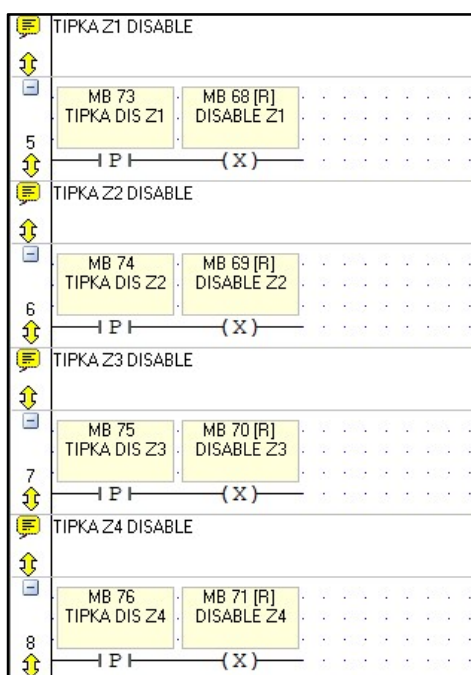 TIPKA Z1 DISABLE
MB 73 MB 68 [R]
TIPKA DIS Z1 DISABLE Z1
5
P (X)
TIPKA Z2 DISABLE
MB 74 MB 69 [R]
TIPKA DIS Z2 DISABLE Z2
6
P (X)
TIPKA Z3 DISABLE
MB 75 MB 70 [R]
TIPKA DIS Z3 DISABLE Z3
7
P (X)
TIPKA Z4 DISABLE
MB 76 MB 71 [R]
TIPKA DIS Z4 DISABLE Z4
8
P (X)